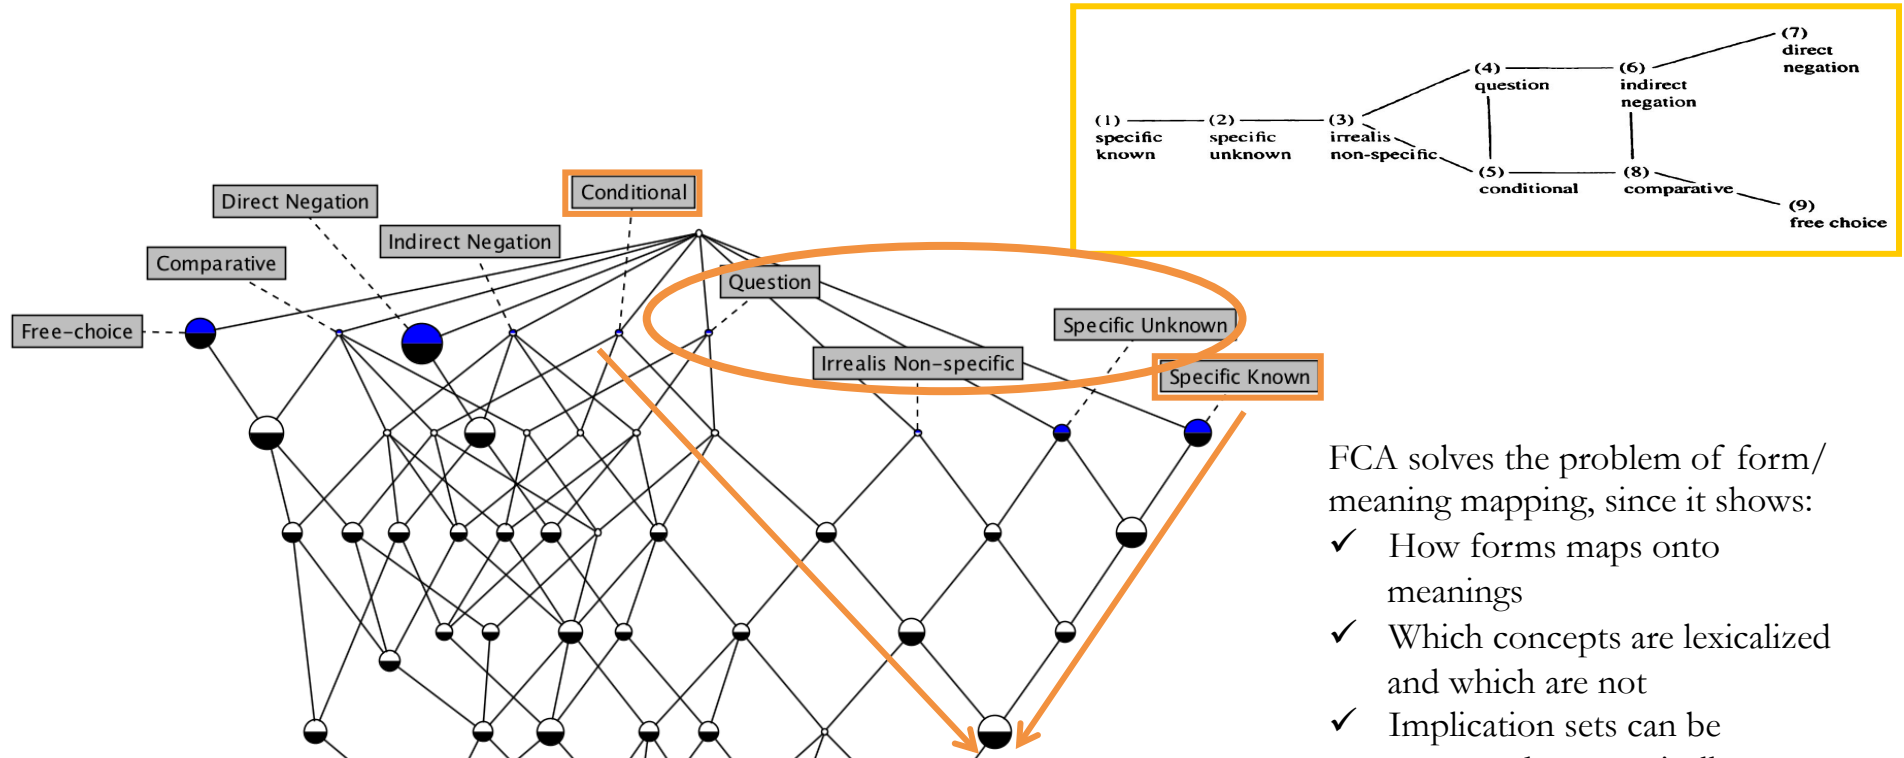 (7)
direct
negation
(4)
question
(6)
indirect
negation
(1)
specific
known
(2)
specific
unknown
(3)
irrealis
non-specific
(5)
conditional
(8)
comparative
(9)
free choice
Conditional
Direct Negation
Indirect Negation
Comparative
Question
Free-choice
Specific Unknown
Irrealis Non-specific
Specific Known
FCA solves the problem of form/
meaning mapping, since it shows:
✓ How forms maps onto
meanings
✓ Which concepts are lexicalized
and which are not
✓ Implication sets can be